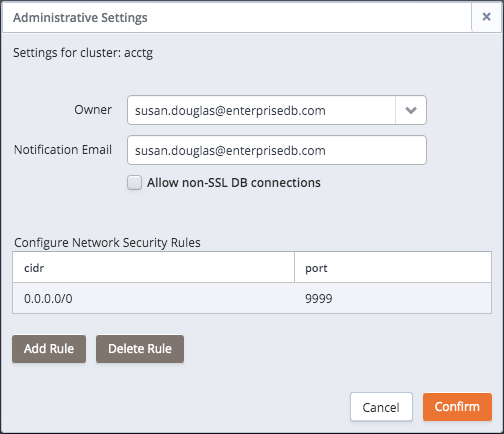 Administrative Settings
Settings for cluster: acctg
Owner susan.douglas@enterprisedb.com
Notification Email susan.douglas@enterprisedb.com
Allow non-SSL DB connections
Configure Network Security Rules
cidr port
0.0.0.0/0 9999
Add Rule Delete Rule
Cancel Confirm